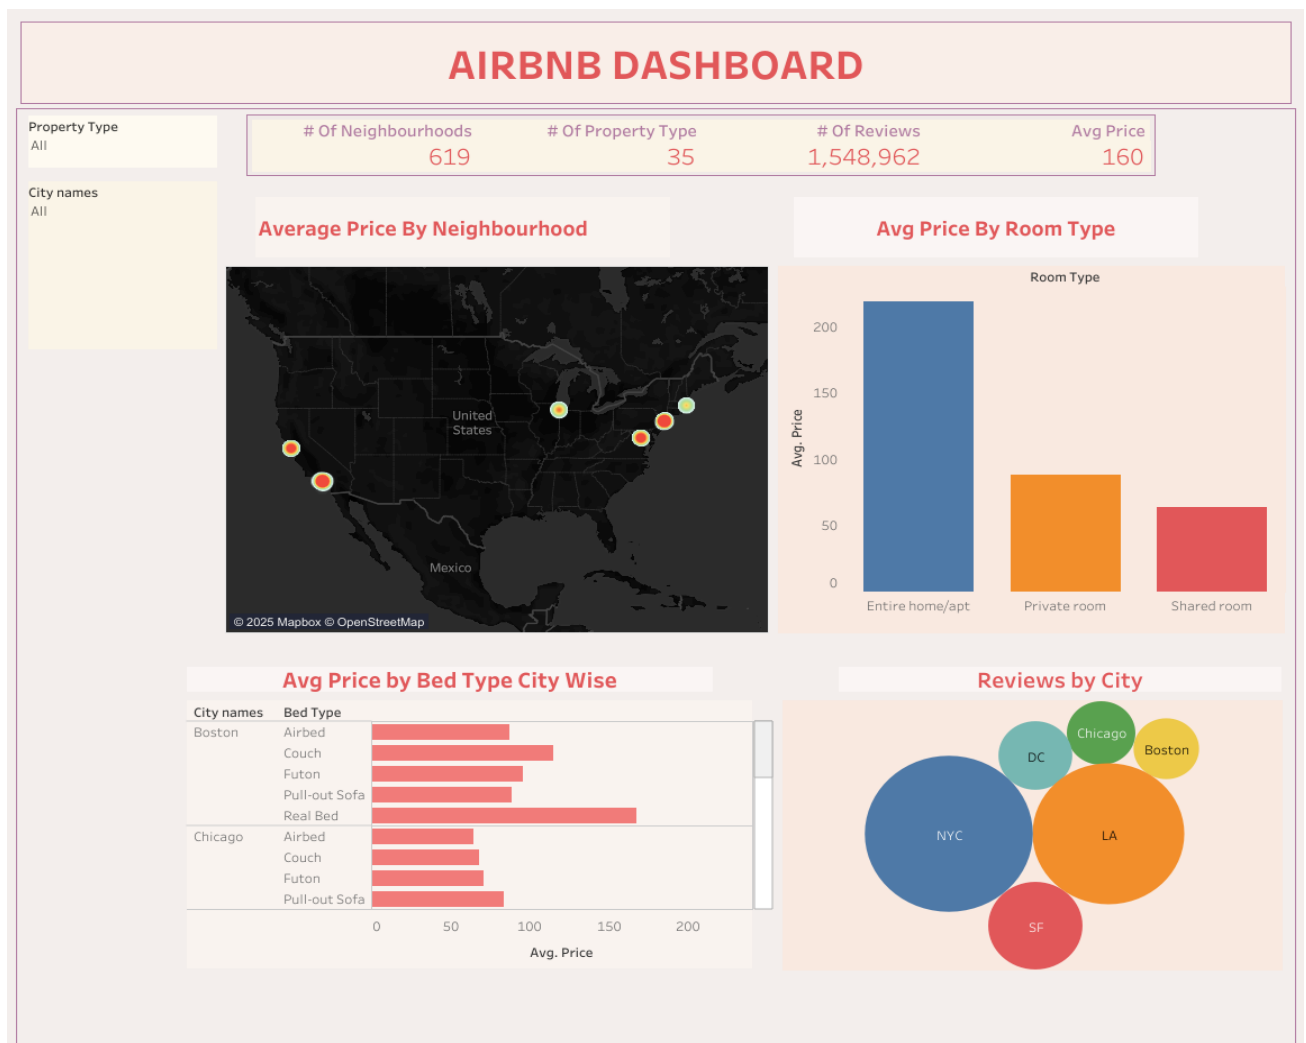 AIRBNB DASHBOARD
Property Type
All
City names
All
# Of Neighbourhoods # Of Property Type # Of Reviews Avg Price
619 35 1,548,962 160
Average Price By Neighbourhood
United
States
Mexico
© 2025 Mapbox © OpenStreetMap
Avg Price By Room Type
Room Type
Avg. Price
200
150
100
50
0
Entire home/apt Private room Shared room
Avg Price by Bed Type City Wise
City names Bed Type
Boston Airbed
Couch
Futon
Pull-out Sofa
Real Bed
Chicago Airbed
Couch
Futon
Pull-out Sofa
0 50 100 150 200
Avg. Price
Reviews by City
Chicago
Boston
DC
NYC
LA
SF